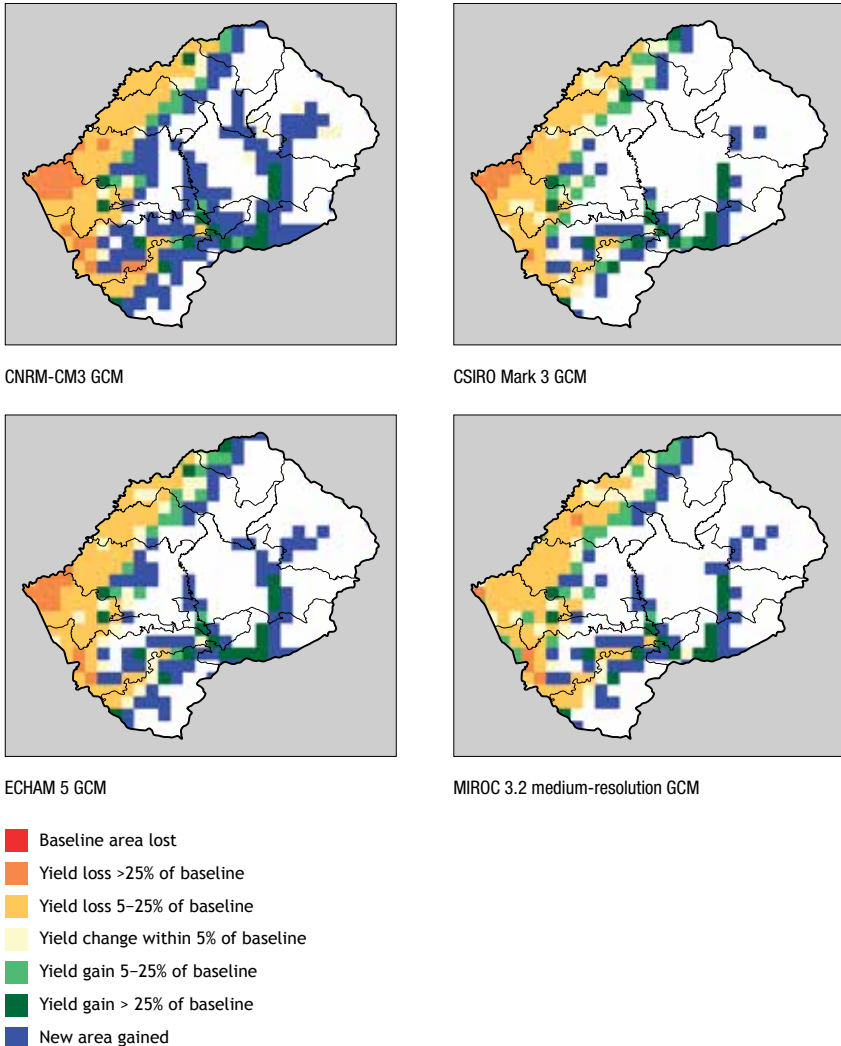 CNRM-CM3 GCM
CSIRO Mark 3 GCM
ECHAM 5 GCM
MIROC 3.2 medium-resolution GCM
Baseline area lost
Yield loss >25% of baseline
Yield loss 5–25% of baseline
Yield change within 5% of baseline
Yield gain 5–25% of baseline
Yield gain > 25% of baseline
New area gained